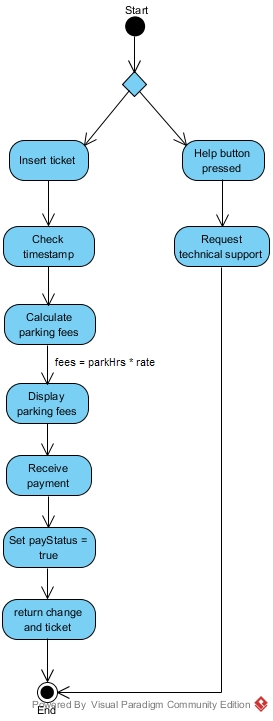 Start
Insert ticket
Help button
pressed
Check
timestamp
Request
technical support
Calculate
parking fees
fees = parkHrs * rate
Display
parking fees
Receive
payment
Set payStatus =
true
return change
and ticket
End
Powered By Visual Paradigm Community Edition